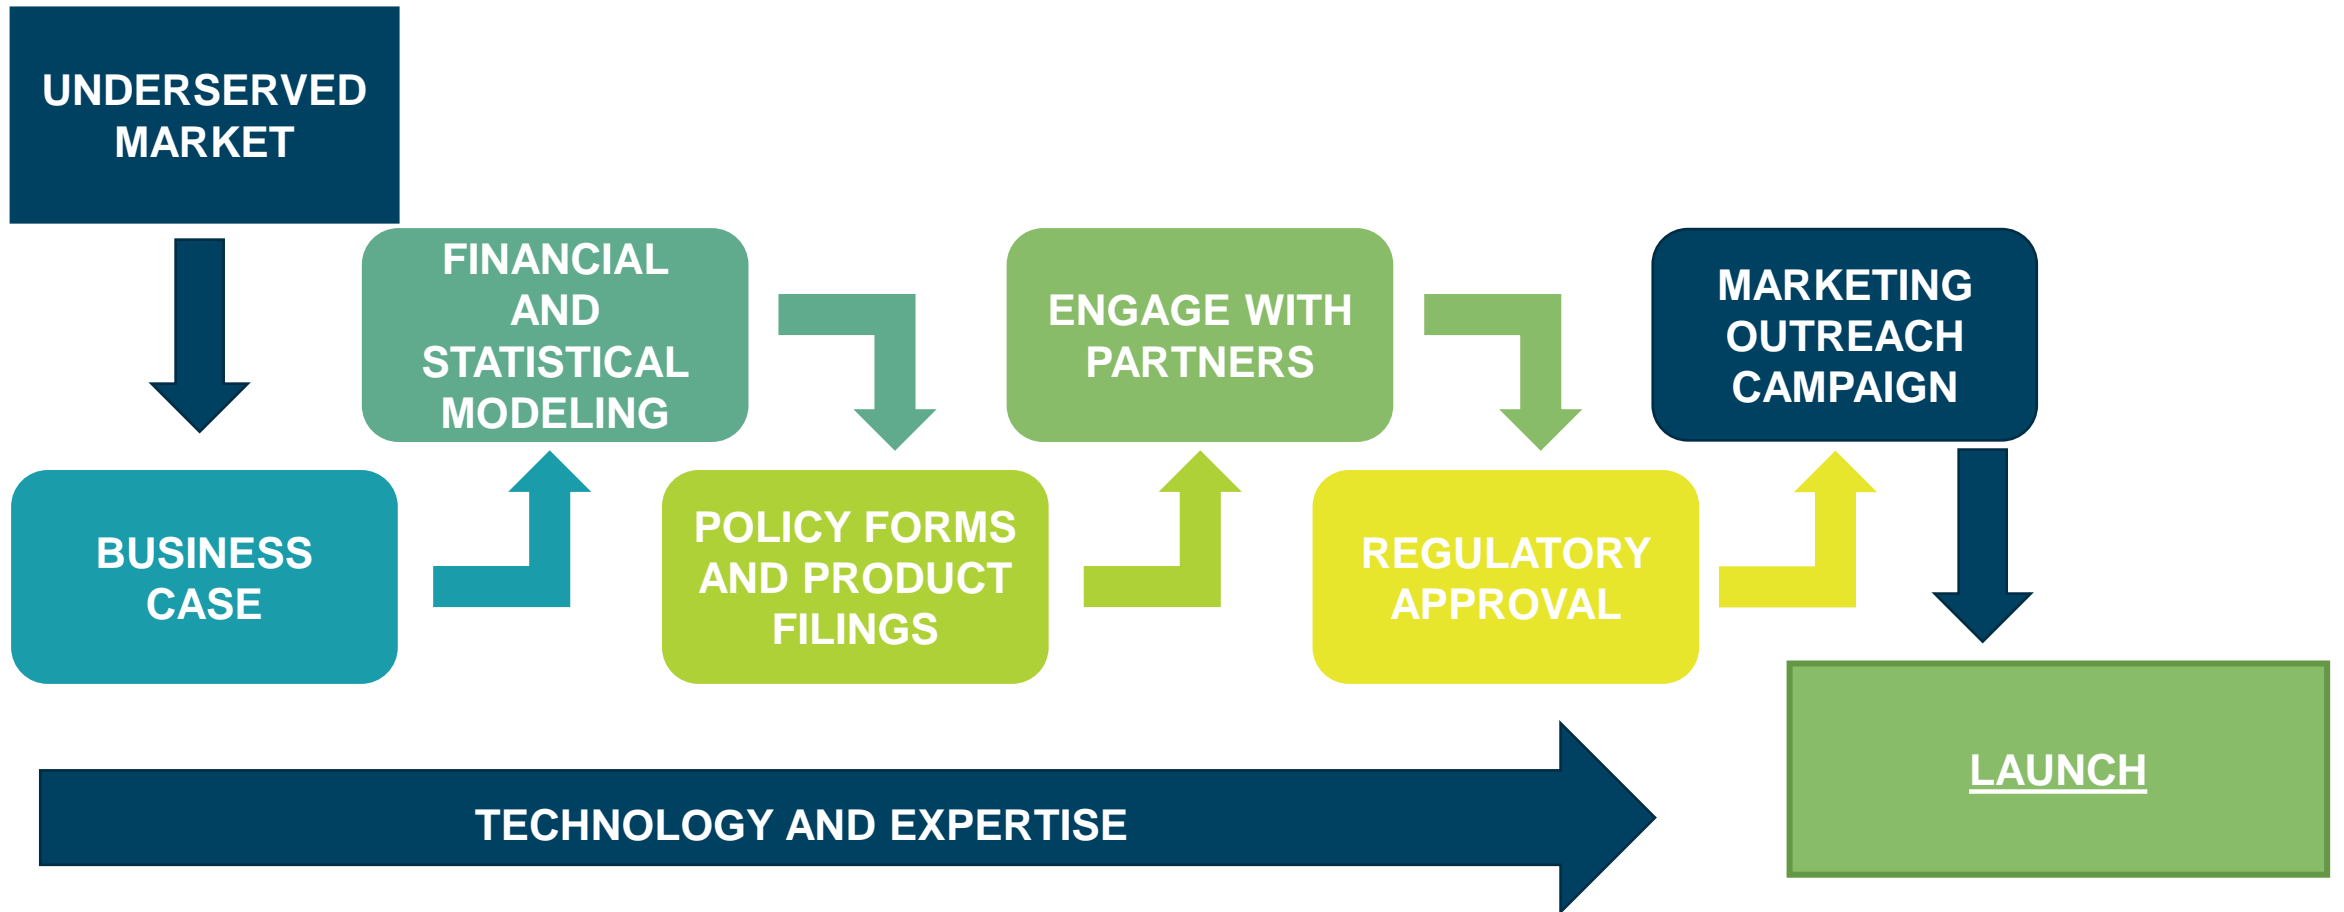 UNDERSERVED
MARKET
BUSINESS
CASE
FINANCIAL
AND
STATISTICAL
MODELING
POLICY FORMS
AND PRODUCT
FILINGS
ENGAGE WITH
PARTNERS
REGULATORY
APPROVAL
MARKETING
OUTREACH
CAMPAIGN
LAUNCH
TECHNOLOGY AND EXPERTISE